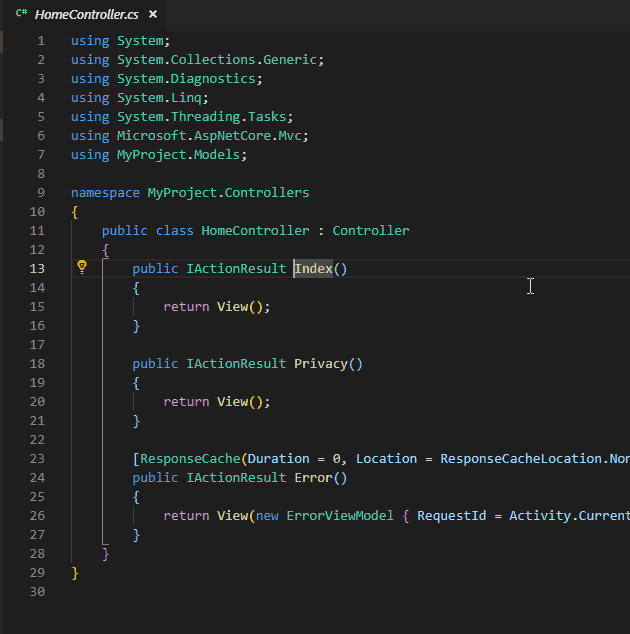 C# HomeController.cs ×
1 using System;
2 using System.Collections.Generic;
3 using System.Diagnostics;
4 using System.Linq;
5 using System.Threading.Tasks;
6 using Microsoft.AspNetCore.Mvc;
7 using MyProject.Models;
8
9 namespace MyProject.Controllers
10 {
11 public class HomeController : Controller
12 {
13 public IActionResult Index()
14 {
15 return View();
16 }
17
18 public IActionResult Privacy()
19 {
20 return View();
21 }
22
23 [ResponseCache(Duration = 0, Location = ResponseCacheLocation.Non
24 public IActionResult Error()
25 {
26 return View(new ErrorViewModel { RequestId = Activity.Current
27 }
28 }
29 }
30